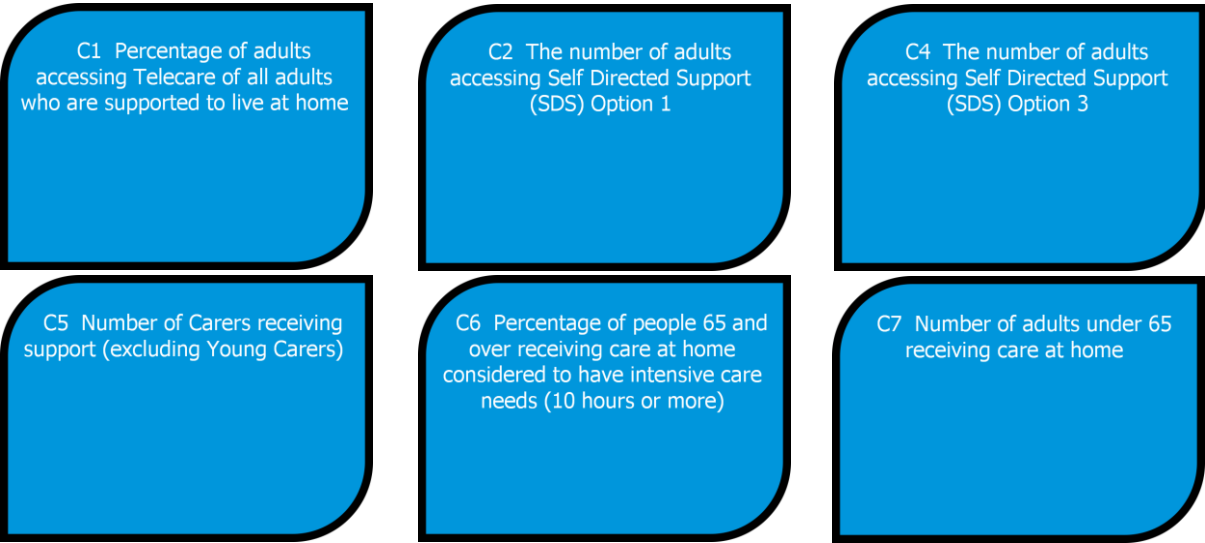 C1 Percentage of adults
accessing Telecare of all adults
who are supported to live at home
C2 The number of adults
accessing Self Directed Support
(SDS) Option 1
C4 The number of adults
accessing Self Directed Support
(SDS) Option 3
C5 Number of Carers receiving
support (excluding Young Carers)
C6 Percentage of people 65 and
over receiving care at home
considered to have intensive care
needs (10 hours or more)
C7 Number of adults under 65
receiving care at home